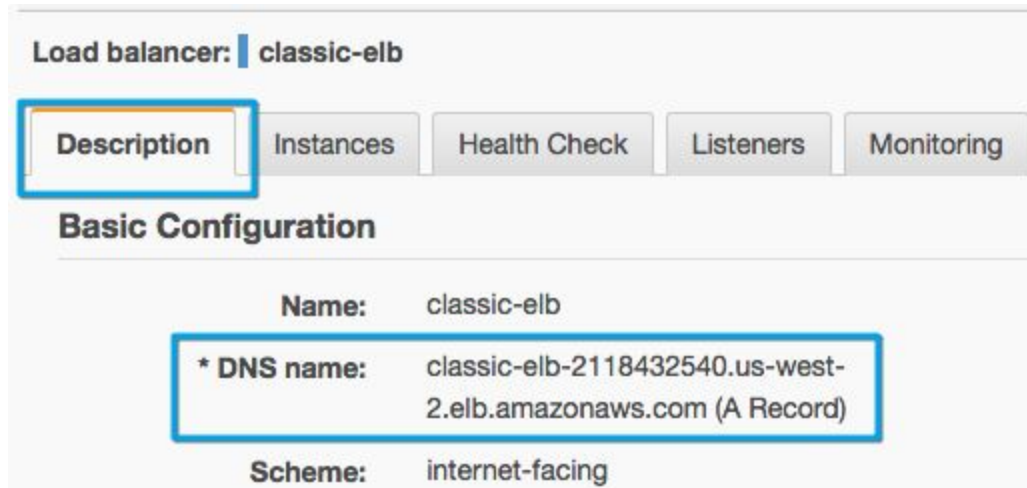 Load balancer: classic-elb
Description Instances Health Check Listeners Monitoring
Basic Configuration
Name: classic-elb
* DNS name: classic-elb-2118432540.us-west-
2.elb.amazonaws.com (A Record)
Scheme: internet-facing